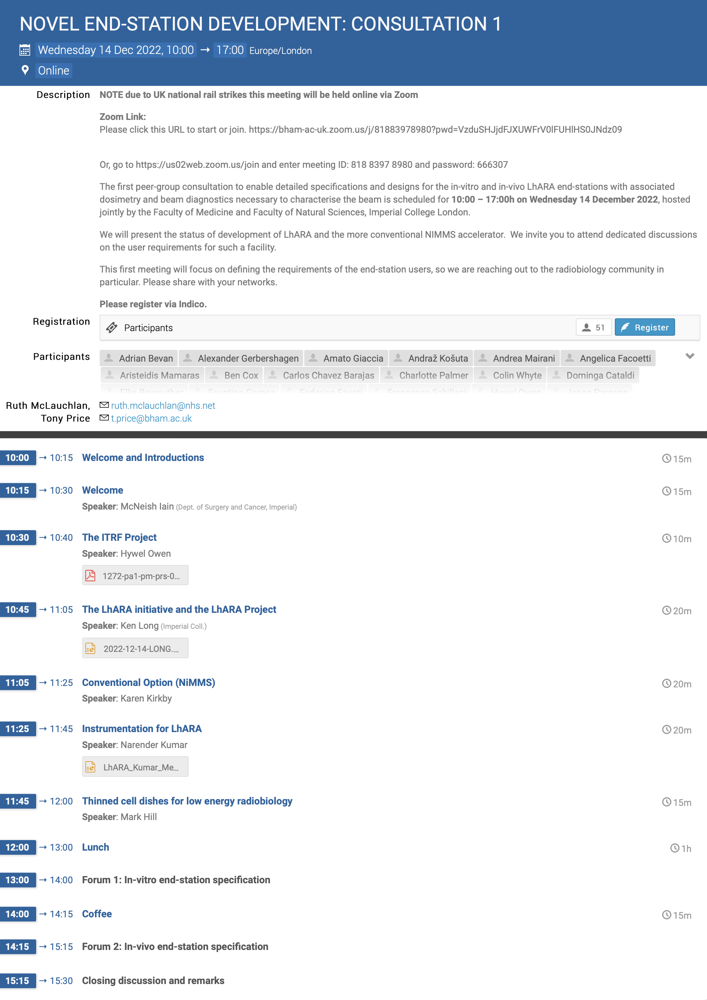 NOVEL END-STATION DEVELOPMENT: CONSULTATION 1
Wednesday 14 Dec 2022, 10:00 → 17:00 Europe/London
Online
Description NOTE due to UK national rail strikes this meeting will be held online via Zoom
Zoom Link:
Please click this URL to start or join. https://bham-ac-uk.zoom.us/j/81883978980?pwd=VzduSHJjdFJXUWFrV0lFUHlHS0JNdz09
Or, go to https://us02web.zoom.us/join and enter meeting ID: 818 8397 8980 and password: 666307
The first peer-group consultation to enable detailed specifications and designs for the in-vitro and in-vivo LhARA end-stations with associated
dosimetry and beam diagnostics necessary to characterise the beam is scheduled for 10:00 – 17:00h on Wednesday 14 December 2022, hosted
jointly by the Faculty of Medicine and Faculty of Natural Sciences, Imperial College London.
We will present the status of development of LhARA and the more conventional NIMMS accelerator.  We invite you to attend dedicated discussions
on the user requirements for such a facility.
This first meeting will focus on defining the requirements of the end-station users, so we are reaching out to the radiobiology community in
particular. Please share with your networks.
Please register via Indico.
Registration Participants 51 Register
Participants Adrian Bevan Alexander Gerbershagen Amato Giaccia Andraž Košuta Andrea Mairani Angelica Facoetti
Aristeidis Mamaras Ben Cox Carlos Chavez Barajas Charlotte Palmer Colin Whyte Dominga Cataldi
Elke Beyreuther Faustino Gomez Federico Fausti Francesco Schillaci Hywel Owen Jason Parsons
Ruth McLauchlan, ruth.mclauchlan@nhs.net
Tony Price t.price@bham.ac.uk
10:00 → 10:15 Welcome and Introductions 15m
10:15 → 10:30 Welcome 15m
Speaker: McNeish Iain (Dept. of Surgery and Cancer, Imperial)
10:30 → 10:40 The ITRF Project 10m
Speaker: Hywel Owen
1272-pa1-pm-prs-0...
10:45 → 11:05 The LhARA initiative and the LhARA Project 20m
Speaker: Ken Long (Imperial Coll.)
2022-12-14-LONG....
11:05 → 11:25 Conventional Option (NiMMS) 20m
Speaker: Karen Kirkby
11:25 → 11:45 Instrumentation for LhARA 20m
Speaker: Narender Kumar
LhARA_Kumar_Me...
11:45 → 12:00 Thinned cell dishes for low energy radiobiology 15m
Speaker: Mark Hill
12:00 → 13:00 Lunch 1h
13:00 → 14:00 Forum 1: In-vitro end-station specification
14:00 → 14:15 Coffee 15m
14:15 → 15:15 Forum 2: In-vivo end-station specification
15:15 → 15:30 Closing discussion and remarks